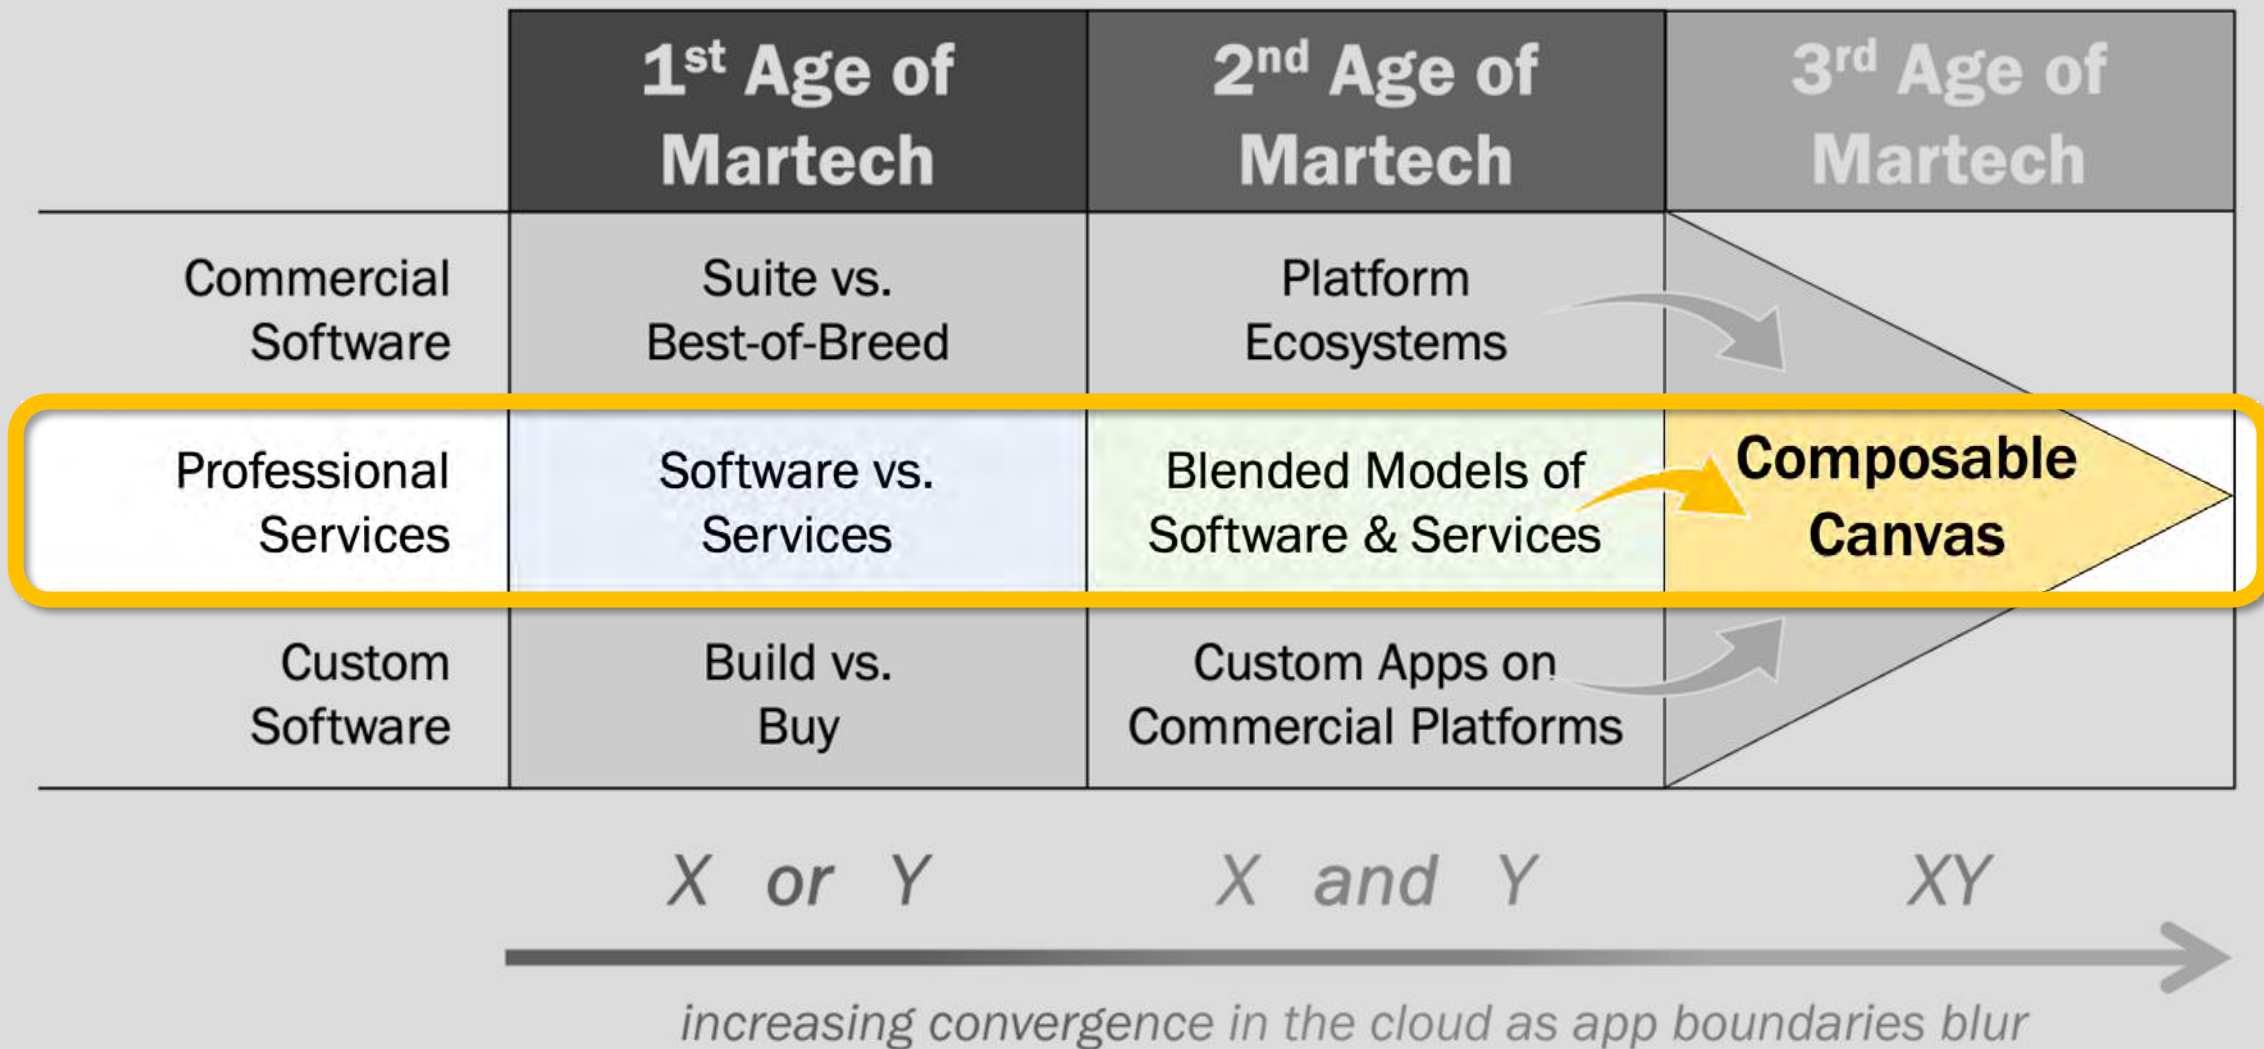 1st Age of
Martech
2nd Age of
Martech
3rd Age of
Martech
Commercial
Software
Suite vs.
Best-of-Breed
Platform
Ecosystems
Professional
Services
Software vs.
Services
Blended Models of
Software & Services
Composable
Canvas
Custom
Software
Build vs.
Buy
Custom Apps on
Commercial Platforms
X or Y
X and Y
XY
increasing convergence in the cloud as app boundaries blur